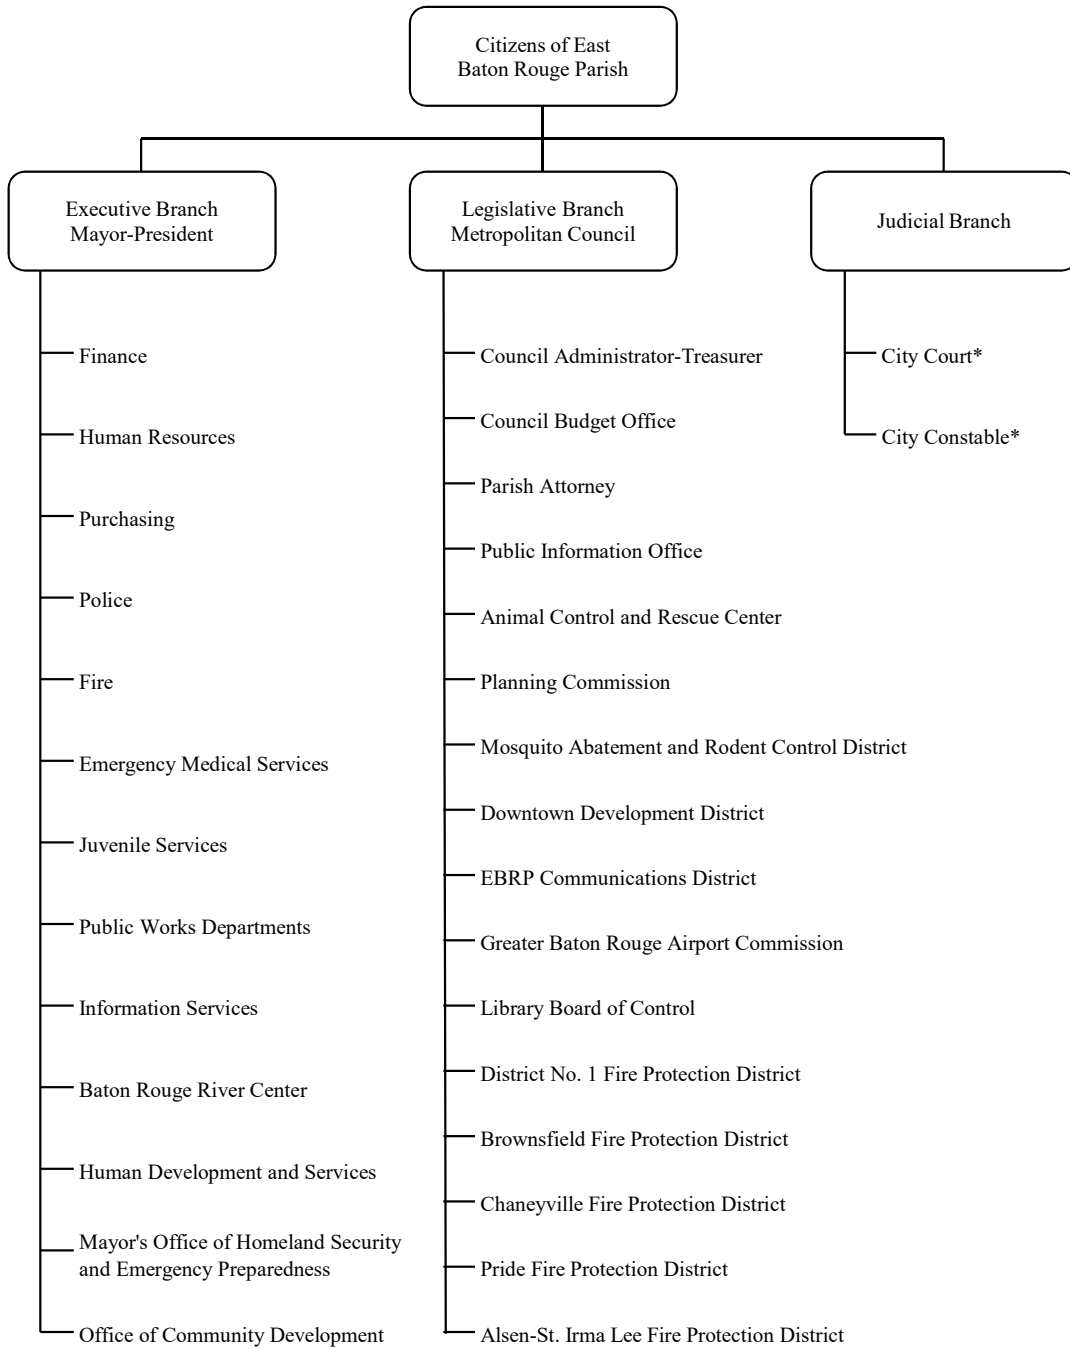 Citizens of East
Baton Rouge Parish
Executive Branch
Mayor-President
Legislative Branch
Metropolitan Council
Judicial Branch
Finance
Human Resources
Purchasing
Police
Fire
Emergency Medical Services
Juvenile Services
Public Works Departments
Information Services
Baton Rouge River Center
Human Development and Services
Mayor's Office of Homeland Security
and Emergency Preparedness
Office of Community Development
Council Administrator-Treasurer
Council Budget Office
Parish Attorney
Public Information Office
Animal Control and Rescue Center
Planning Commission
Mosquito Abatement and Rodent Control District
Downtown Development District
EBRP Communications District
Greater Baton Rouge Airport Commission
Library Board of Control
District No. 1 Fire Protection District
Brownsfield Fire Protection District
Chaneyville Fire Protection District
Pride Fire Protection District
Alsen-St. Irma Lee Fire Protection District
City Court*
City Constable*